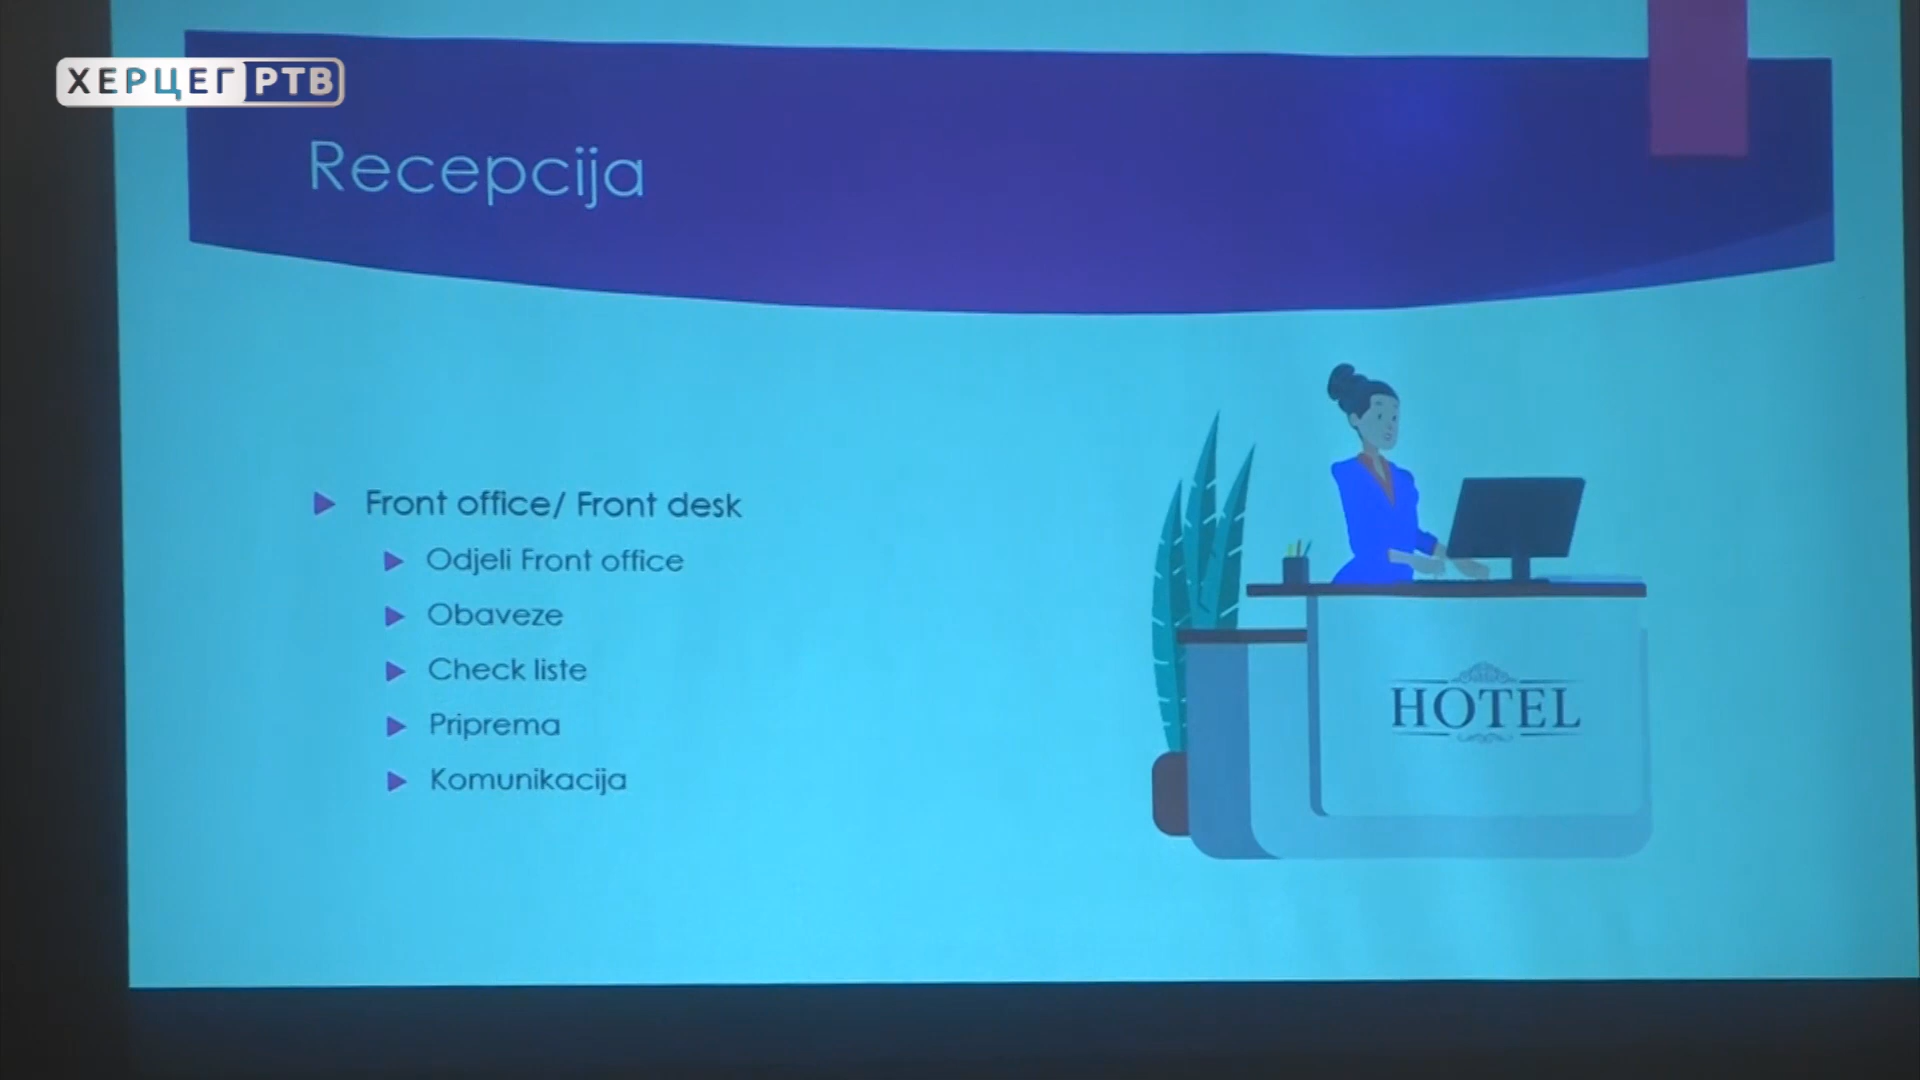 ХЕРЦЕГ РТВ
Recepcija
Front office/ Front desk
Odjeli Front office
Obaveze
Check liste
Priprema
Komunikacija
HOTEL